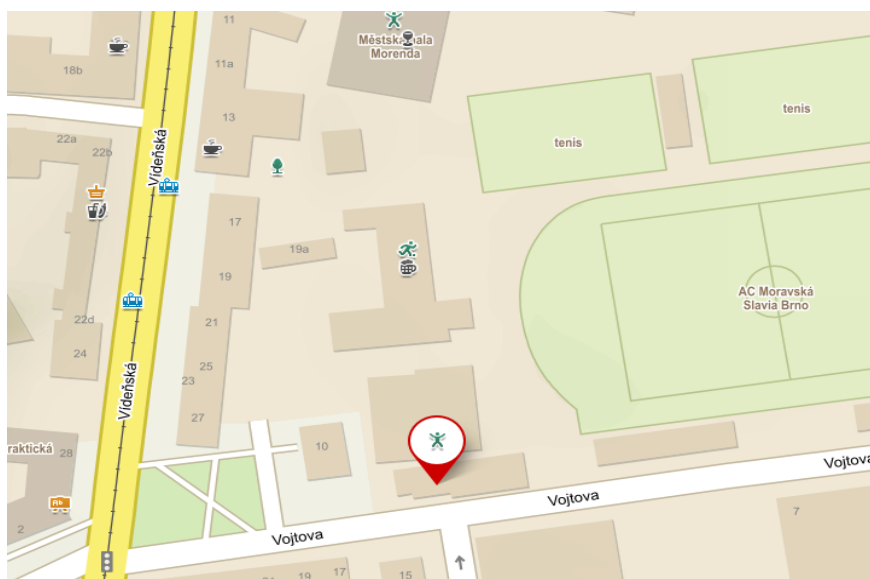 11
Městská hala
Morenda
18b
11a
13
tenis
tenis
22a
22b
Vídeňská
17
19a
19
AC Moravská
Slavia Brno
22d
21
24
25
23
Vídeňská
27
10
raktická
28
Vojtova
Vojtova
7
2
Vojtova
19
17
15